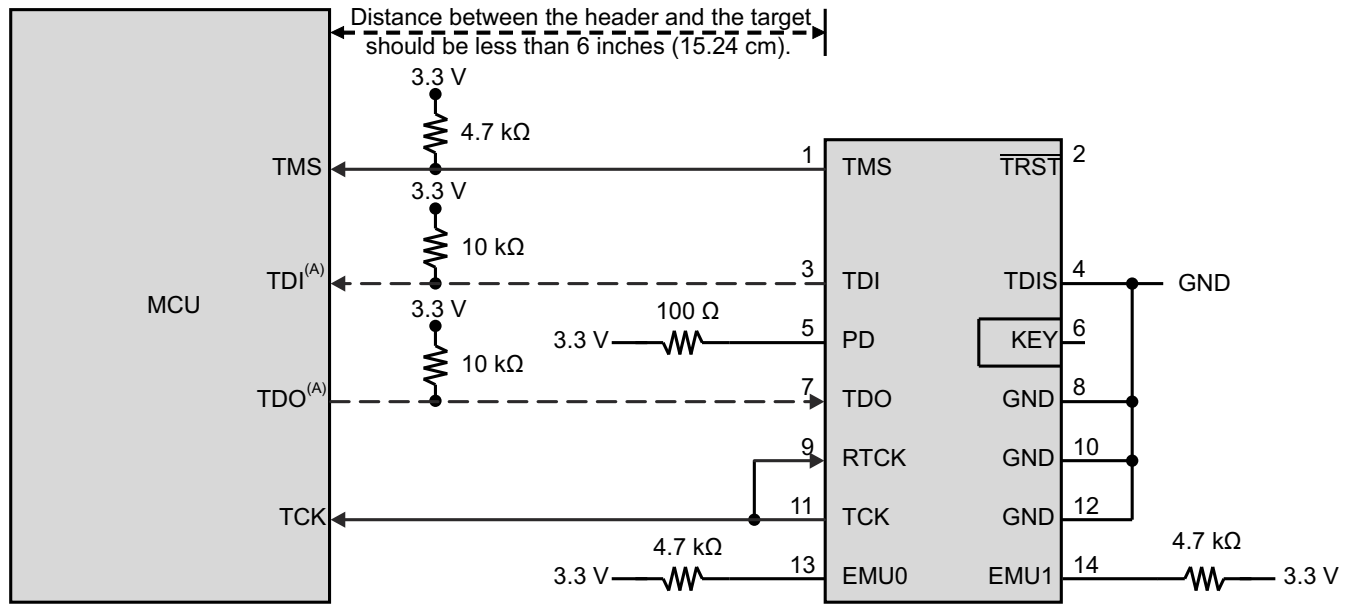 Distance between the header and the target
should be less than 6 inches (15.24 cm).
3.3 V
4.7 kΩ
TMS
1
TMS
TRST
2
3.3 V
10 kΩ
TDI(A)
3
TDI
TDIS
4
GND
MCU
3.3 V
100 Ω
3.3 V
5
PD
KEY
6
10 kΩ
TDO(A)
7
TDO
GND
8
9
RTCK
GND
10
TCK
11
TCK
GND
12
4.7 kΩ
3.3 V
13
EMU0
EMU1
14
4.7 kΩ
3.3 V